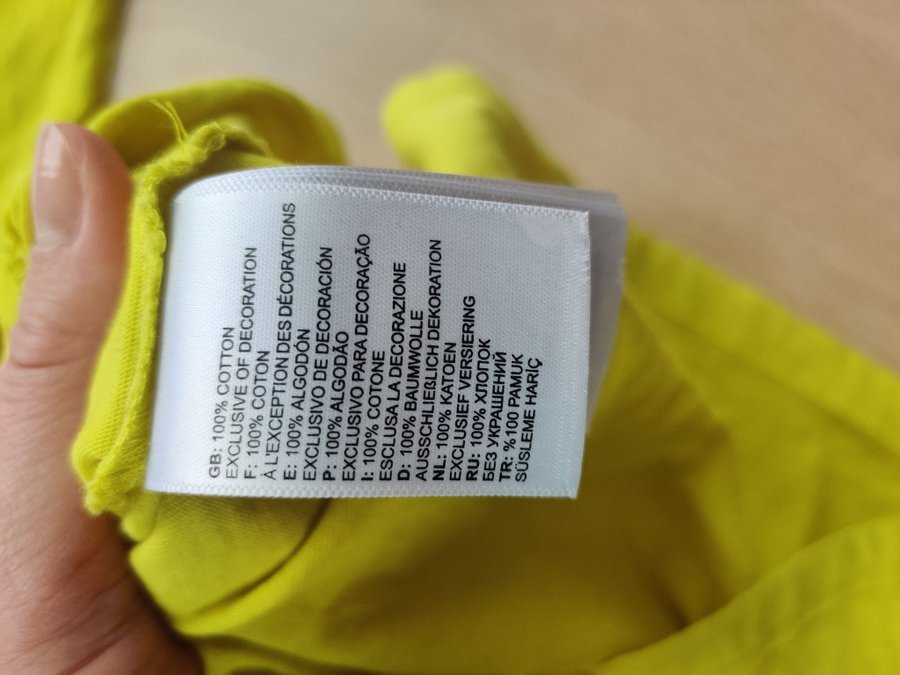 GB: 100% COTTON
EXCLUSIVE OF DECORATION
F: 100% COTON
À L'EXCEPTION DES DÉCORATIONS
E: 100% ALGODON
EXCLUSIVO DE DECORACIÓN
P: 100% ALGODÃO
EXCLUSIVO PARA DECORAÇÃO
I: 100% COTONE
ESCLUSA LA DECORAZIONE
D: 100% BAUMWOLLE
AUSSCHLIEßLICH DEKORATION
NL: 100% KATOEN
EXCLUSIEF VERSIERING
RU: 100% ХЛОПОК
БЕЗ УКРАШЕНИЙ
TR: %100 PAMUK
SÜSLEME HARİÇ